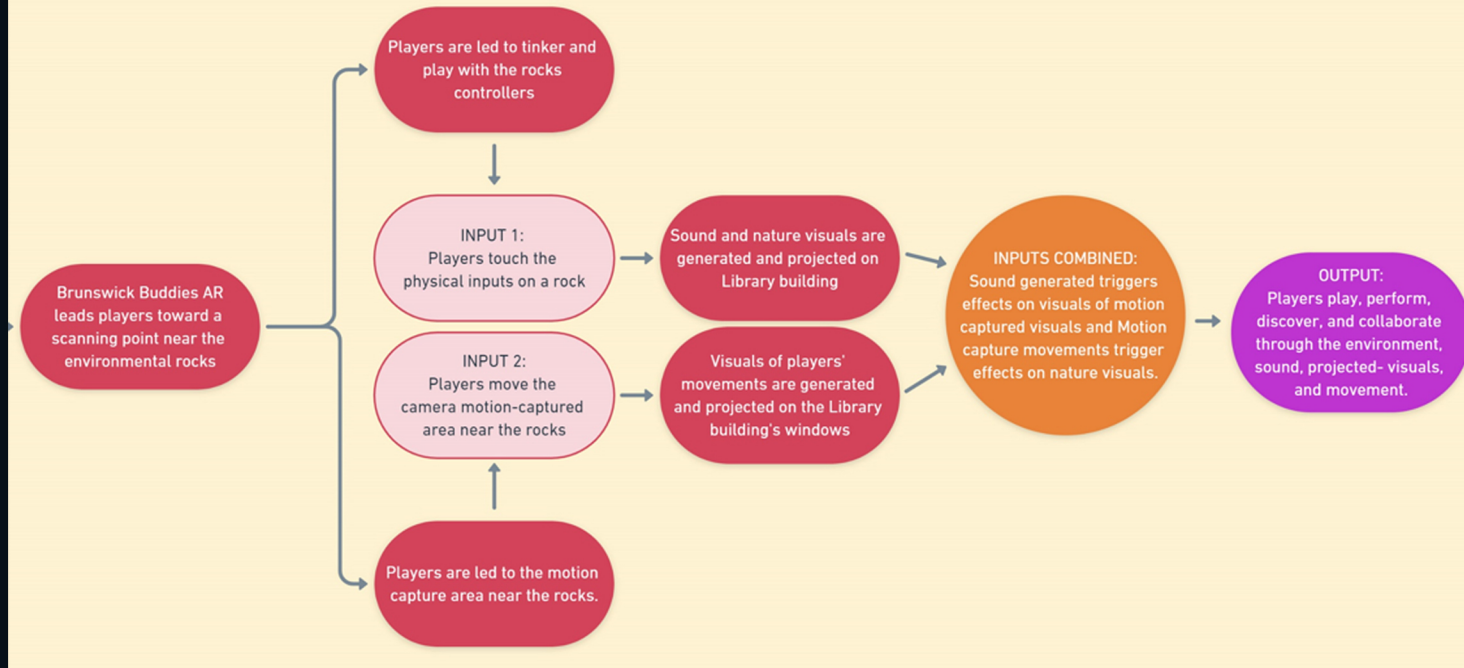 Players are led to tinker and
play with the rocks
controllers
INPUT 1:
Players touch the
physical inputs on a rock
Sound and nature visuals are
generated and projected on
Library building
INPUTS COMBINED:
Sound generated triggers
effects on visuals of motion
captured visuals and Motion
capture movements trigger
effects on nature visuals.
OUTPUT:
Players play, perform,
discover, and collaborate
through the environment,
sound, projected- visuals,
and movement.
Brunswick Buddies AR
leads players toward a
scanning point near the
environmental rocks
INPUT 2:
Players move the
camera motion-captured
area near the rocks
Visuals of players'
movements are generated
and projected on the Library
building's windows
Players are led to the motion
capture area near the rocks.